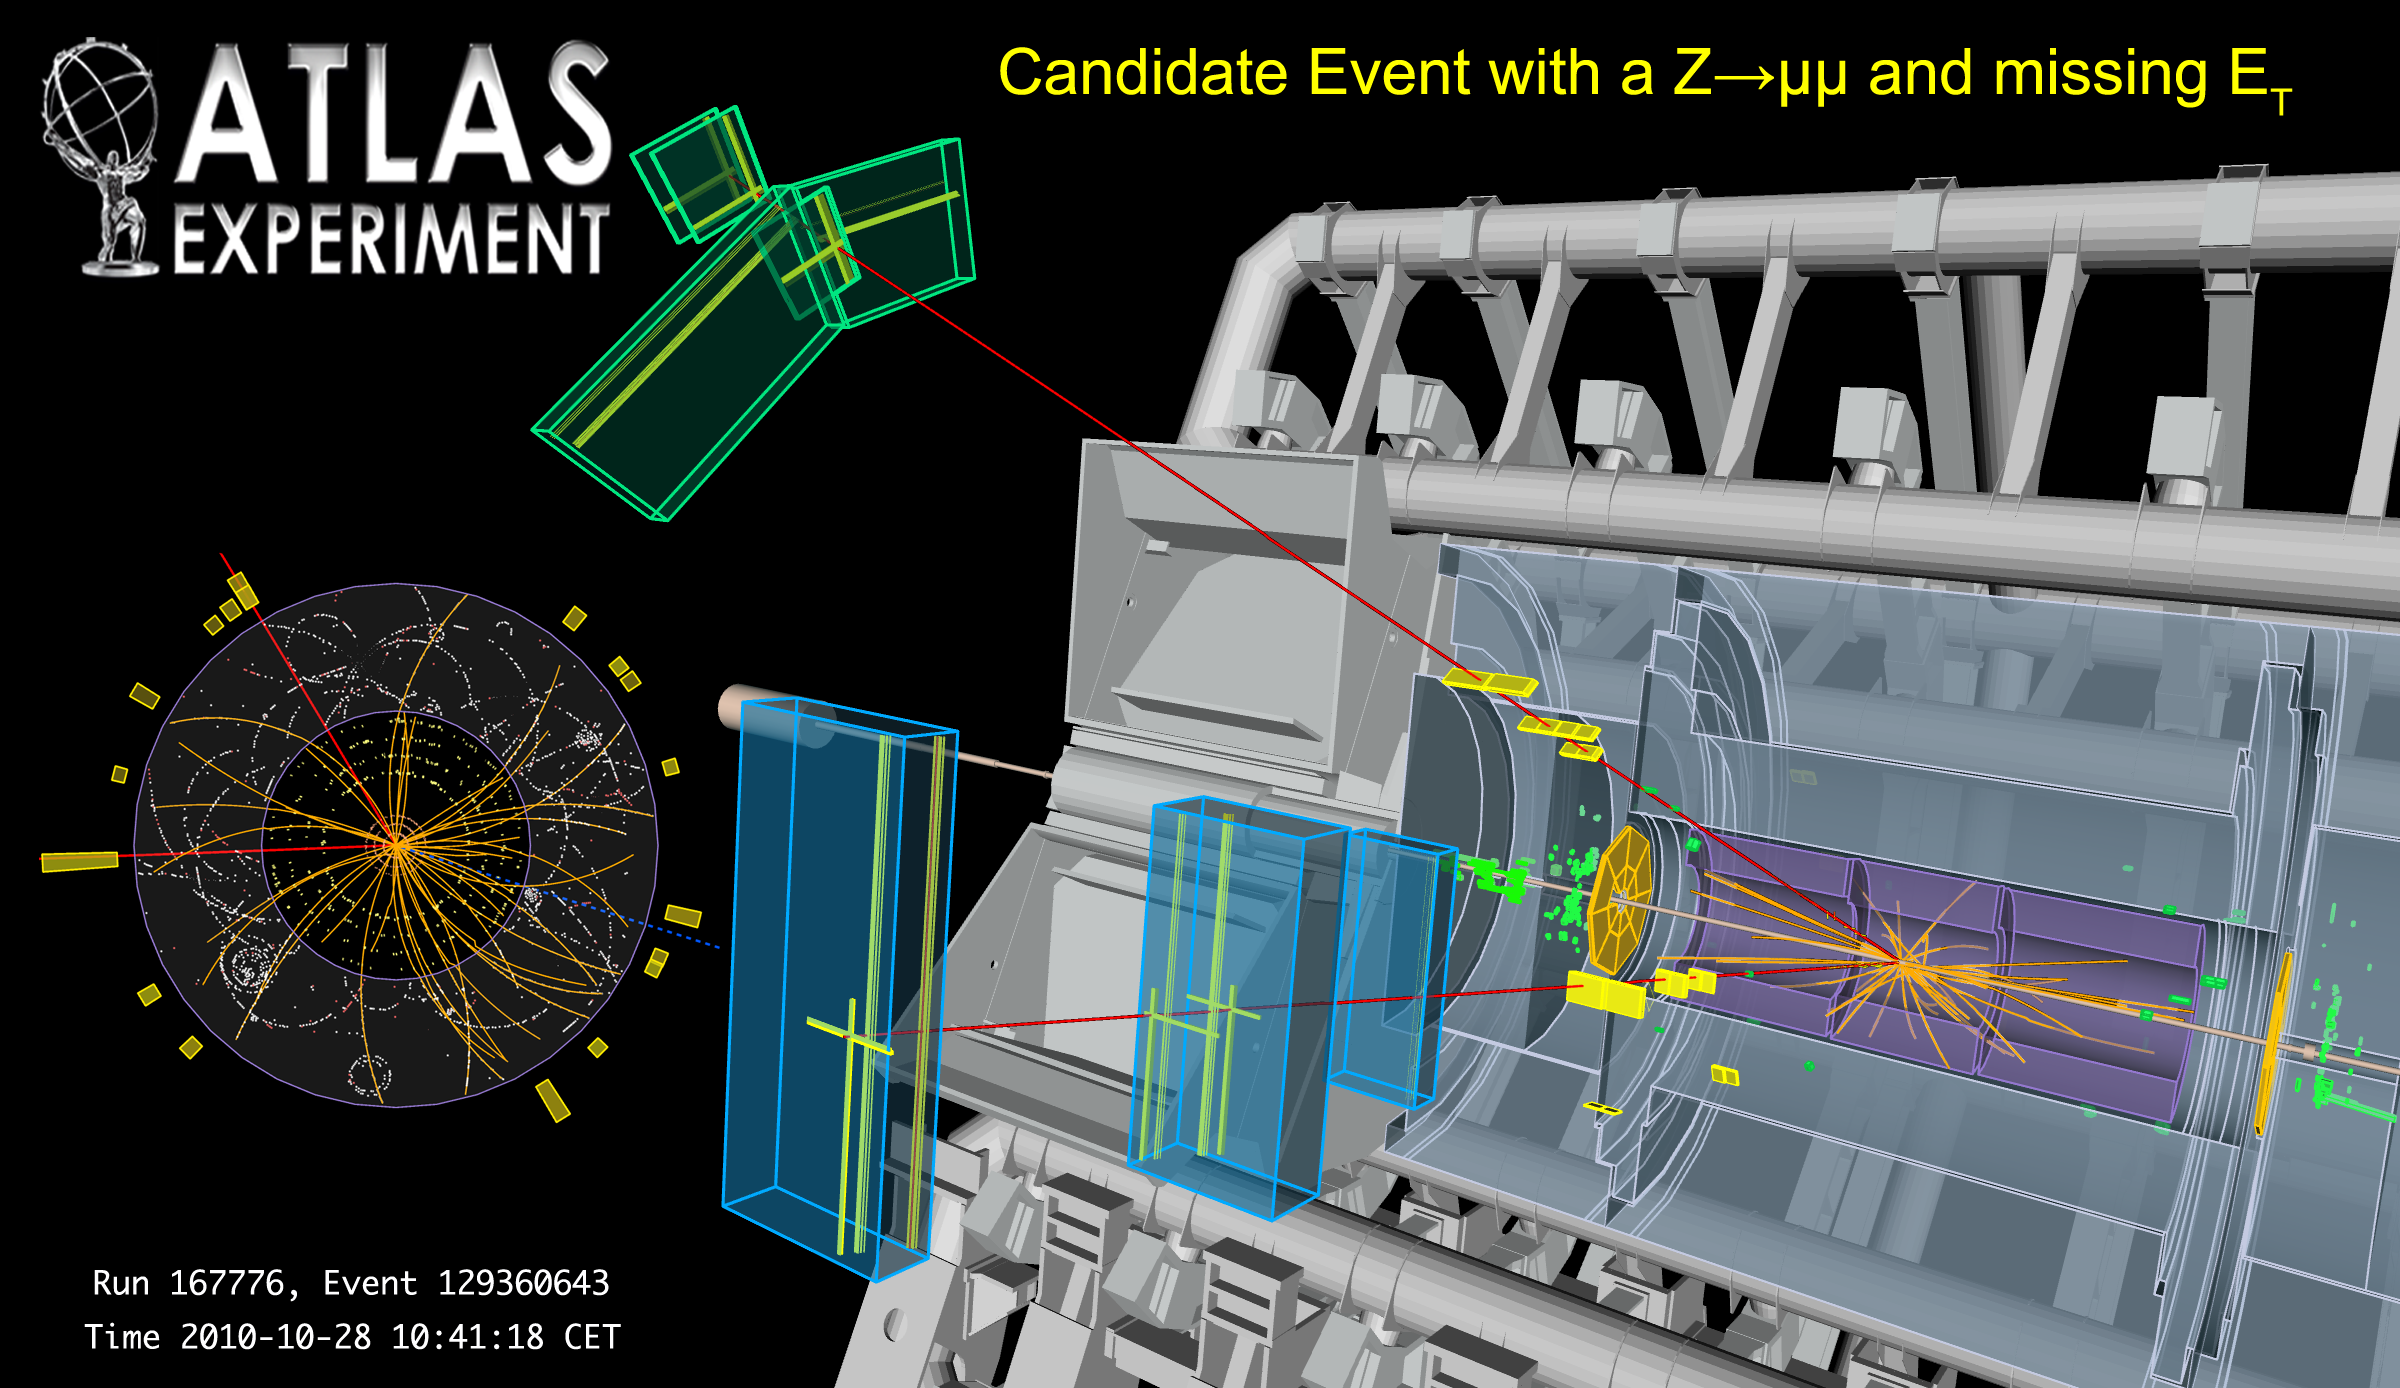 ATLAS
EXPERIMENT
Candidate Event with a Z→μμ and missing E_T
Run 167776, Event 129360643
Time 2010-10-28 10:41:18 CET